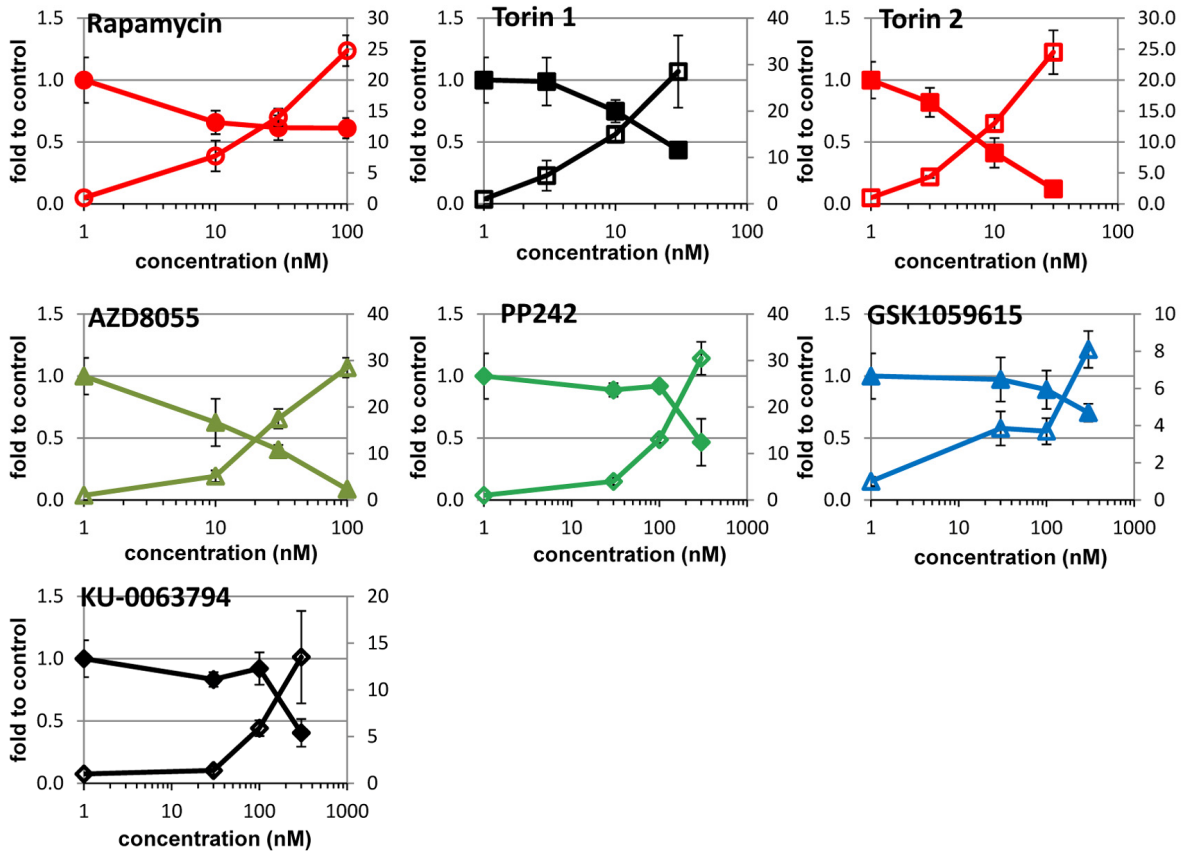 Rapamycin
1.5
1.0
0.5
0.0
fold to control
30
25
20
15
10
5
0
1 10 100
concentration (nM)
Torin 1
1.5
1.0
0.5
0.0
fold to control
40
30
20
10
0
1 10 100
concentration (nM)
Torin 2
1.5
1.0
0.5
0.0
fold to control
30.0
25.0
20.0
15.0
10.0
5.0
0.0
1 10 100
concentration (nM)
AZD8055
1.5
1.0
0.5
0.0
fold to control
40
30
20
10
0
1 10 100
concentration (nM)
PP242
1.5
1.0
0.5
0.0
fold to control
40
30
20
10
0
1 10 100 1000
concentration (nM)
GSK1059615
1.5
1.0
0.5
0.0
fold to control
10
8
6
4
2
0
1 10 100 1000
concentration (nM)
KU-0063794
1.5
1.0
0.5
0.0
fold to control
20
15
10
5
0
1 10 100 1000
concentration (nM)